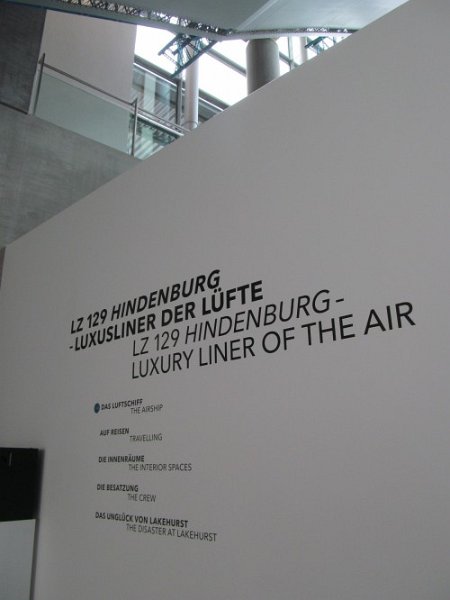 LZ 129 HINDENBURG
-LUXUSLINER DER LÜFTE
LZ 129 HINDENBURG-
LUXURY LINER OF THE AIR
DAS LUFTSCHIFF
THE AIRSHIP
AUF REISEN
TRAVELLING
DIE INNENRÄUME
THE INTERIOR SPACES
DIE BESATZUNG
THE CREW
DAS UNGLÜCK VON LAKEHURST
THE DISASTER AT LAKEHURST